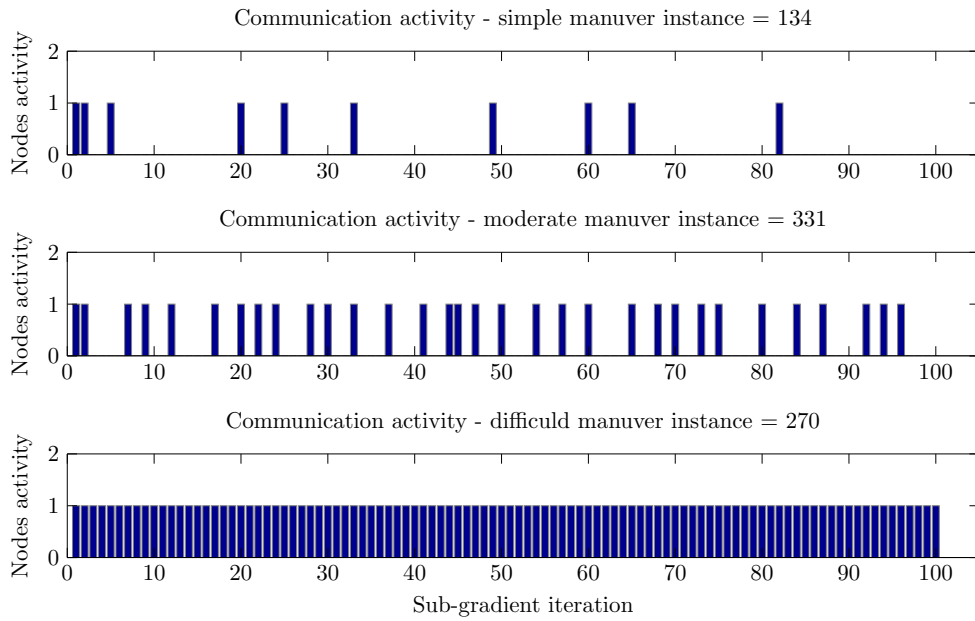 Communication activity - simple manuver instance = 134
Nodes activity
2
1
0
0 10 20 30 40 50 60 70 80 90 100
Communication activity - moderate manuver instance = 331
Nodes activity
2
1
0
0 10 20 30 40 50 60 70 80 90 100
Communication activity - difficuld manuver instance = 270
Nodes activity
2
1
0
0 10 20 30 40 50 60 70 80 90 100
Sub-gradient iteration